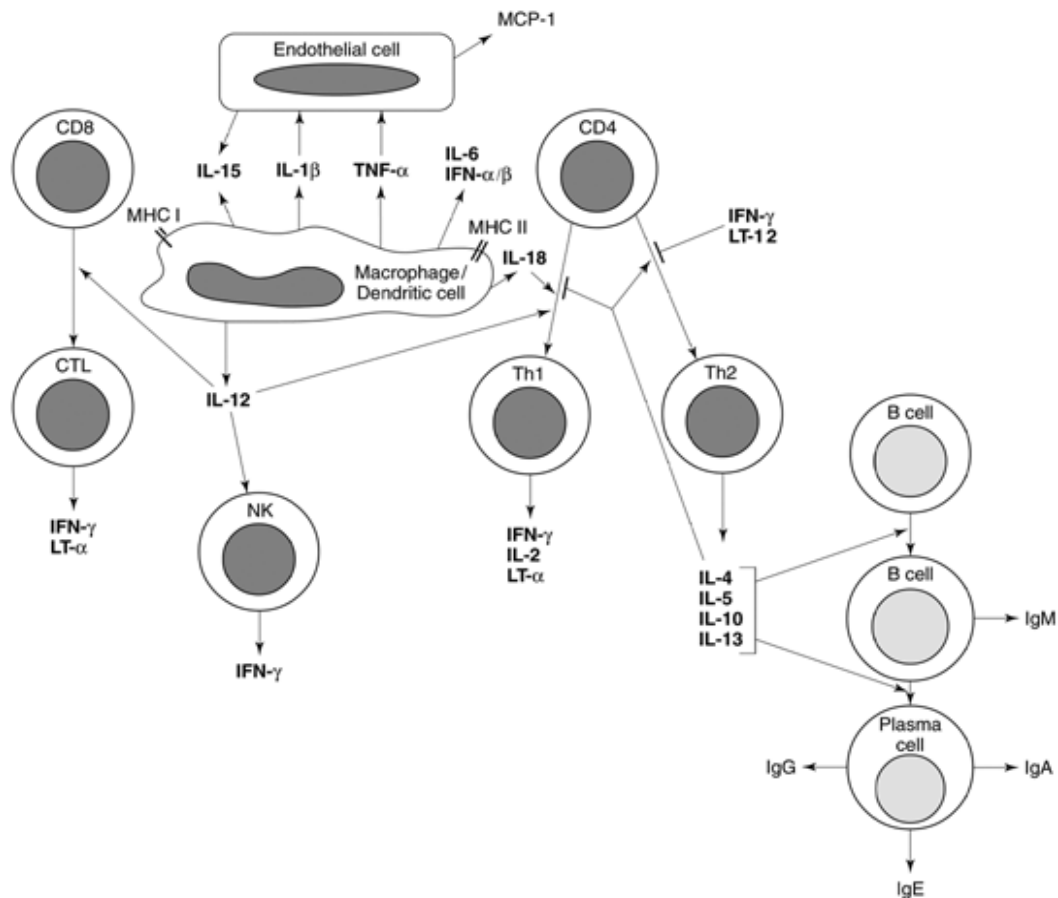 MCP-1
Endothelial cell
CD8
CD4
IL-15
IL-1β
TNF-α
IL-6
IFN-α/β
MHC I
MHC II
IFN-γ
LT-12
IL-18
Macrophage/
Dendritic cell
CTL
IL-12
Th1
Th2
B cell
IFN-γ
LT-α
NK
IFN-γ
IL-2
LT-α
IL-4
IL-5
IL-10
IL-13
B cell
IgM
IFN-γ
Plasma
cell
IgG
IgA
IgE